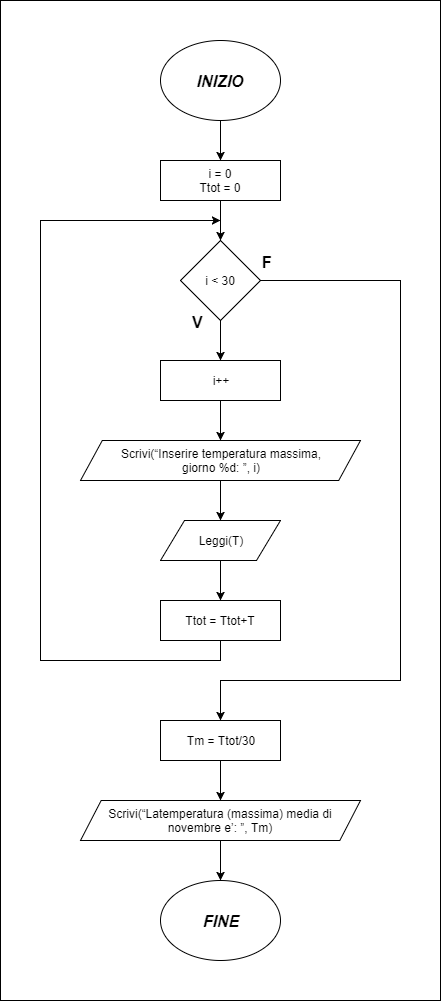 INIZIO
i = 0
Ttot = 0
i < 30
F
V
i++
Scrivi(“Inserire temperatura massima,
giorno %d: ”, i)
Leggi(T)
Ttot = Ttot+T
Tm = Ttot/30
Scrivi(“Latemperatura (massima) media di
novembre e’: ”, Tm)
FINE